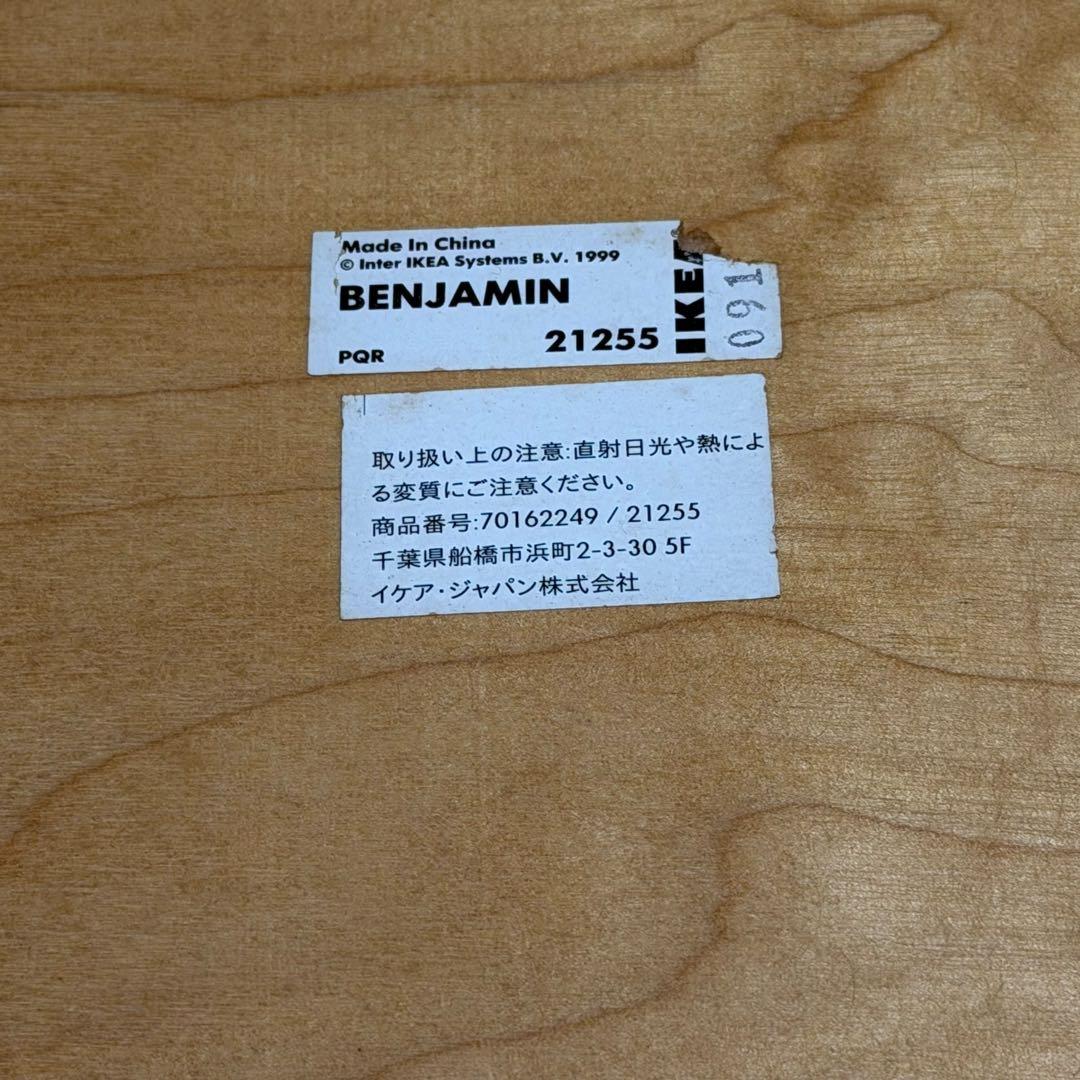 Made In China
© Inter IKEA Systems B.V. 1999
BENJAMIN
21255
PQR
IKEA
091
取り扱い上の注意:直射日光や熱によ
る変質にご注意ください。
商品番号:70162249 / 21255
千葉県船橋市浜町2-3-30 5F
イケア・ジャパン株式会社